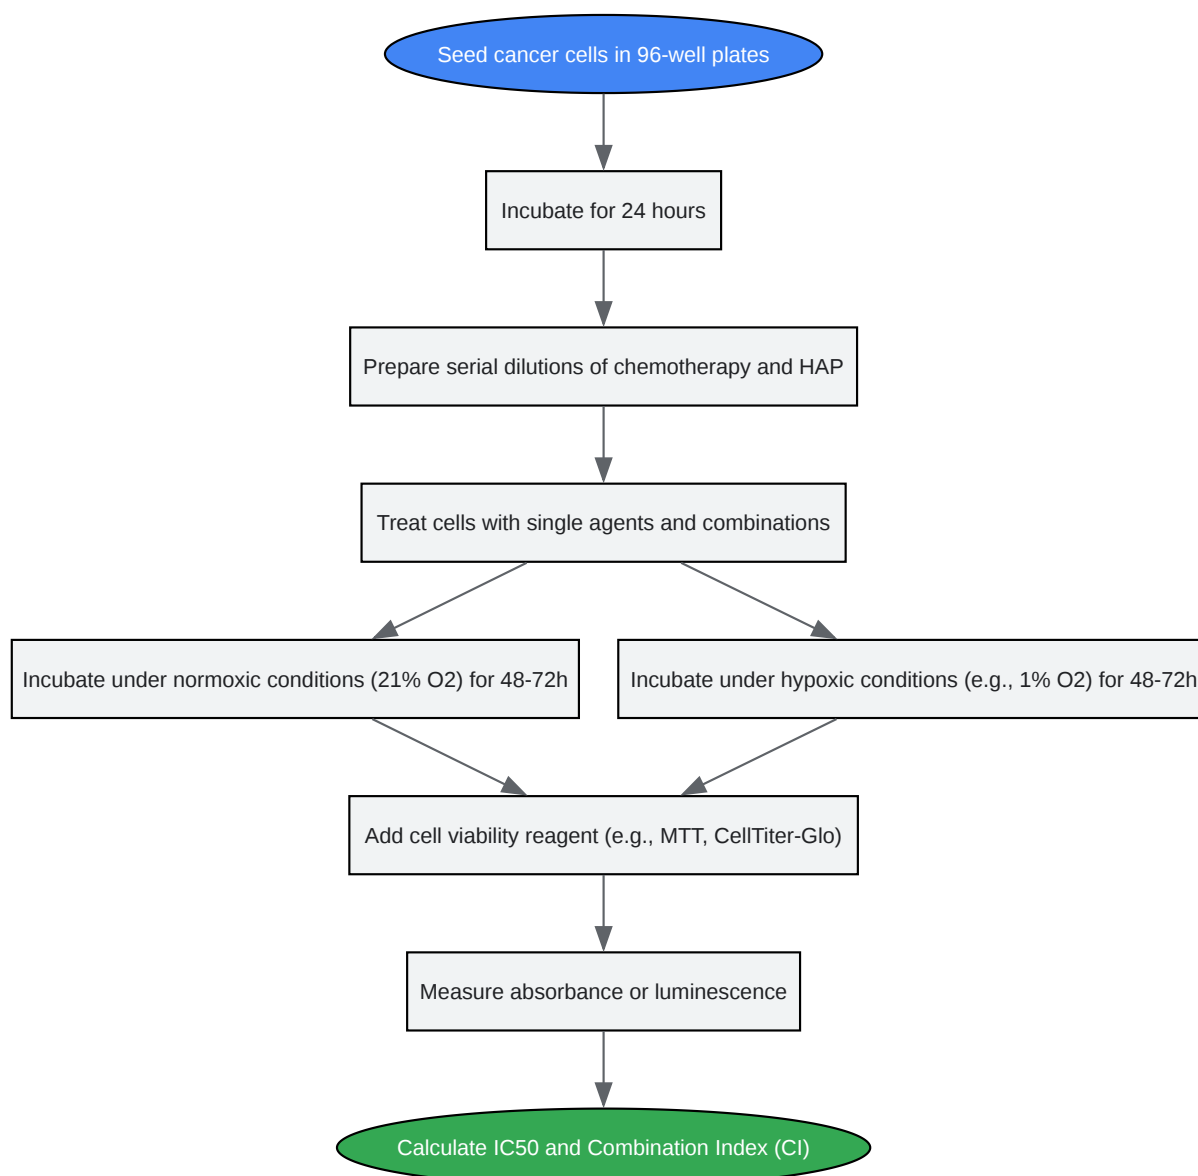 Seed cancer cells in 96-well plates
Incubate for 24 hours
Prepare serial dilutions of chemotherapy and HAP
Treat cells with single agents and combinations
Incubate under normoxic conditions (21% O2) for 48-72h
Incubate under hypoxic conditions (e.g., 1% O2) for 48-72h
Add cell viability reagent (e.g., MTT, CellTiter-Glo)
Measure absorbance or luminescence
Calculate IC50 and Combination Index (CI)